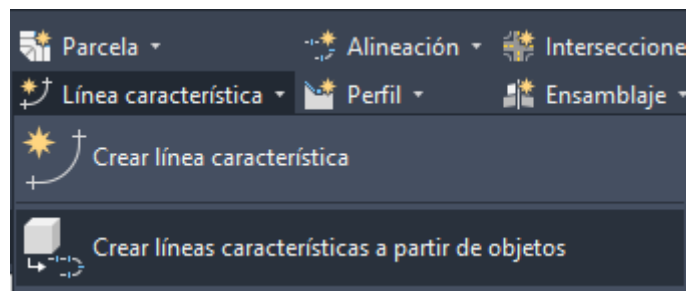 Parcela Alineación Interseccione
Línea característica Perfil Ensamblaje
Crear línea característica
Crear líneas características a partir de objetos